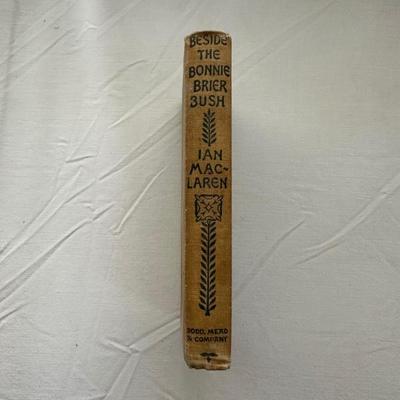 BESIDE
THE
BONNIE
BRIER
BUSH
IAN
MAC-
LAREN
DODD, MEAD
& COMPANY